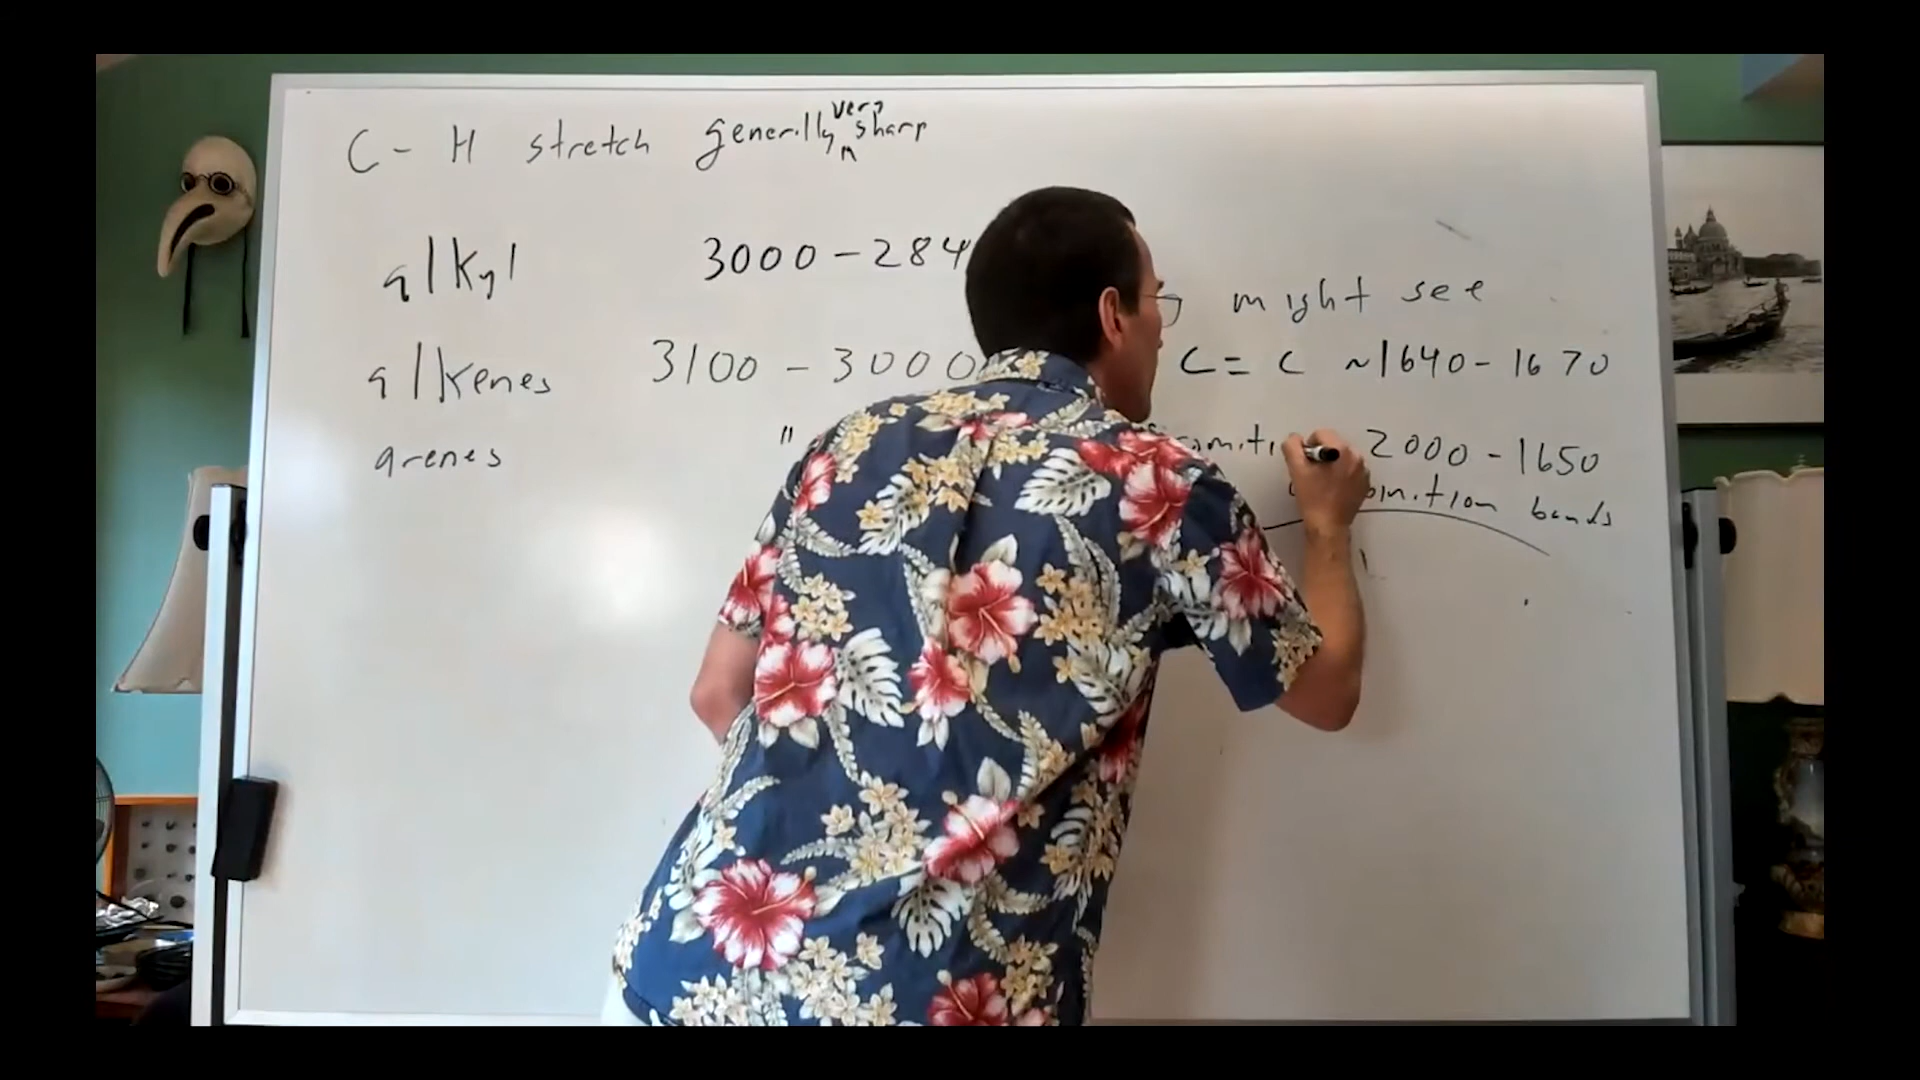 C - H stretch generally very sharp
alkyl 3000 - 284
might see
alkenes 3100 - 3000 C = C ~1640 - 1670
arenes " 2000 - 1650
bands